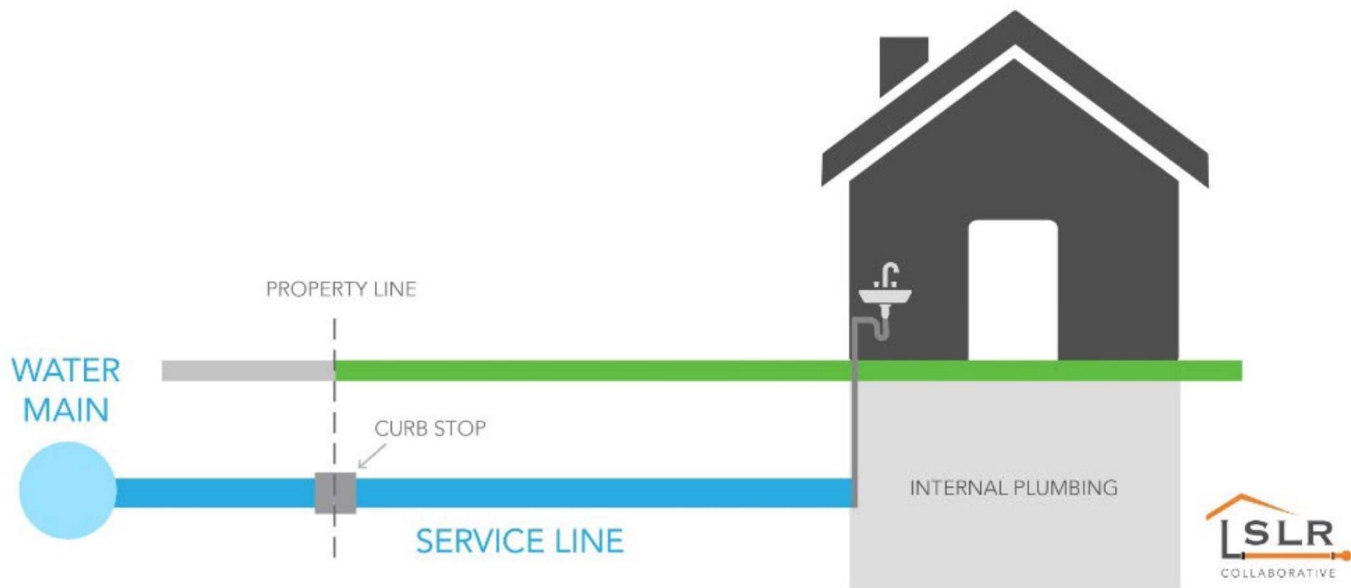 PROPERTY LINE
WATER
MAIN
CURB STOP
INTERNAL PLUMBING
SERVICE LINE
LSLR
COLLABORATIVE